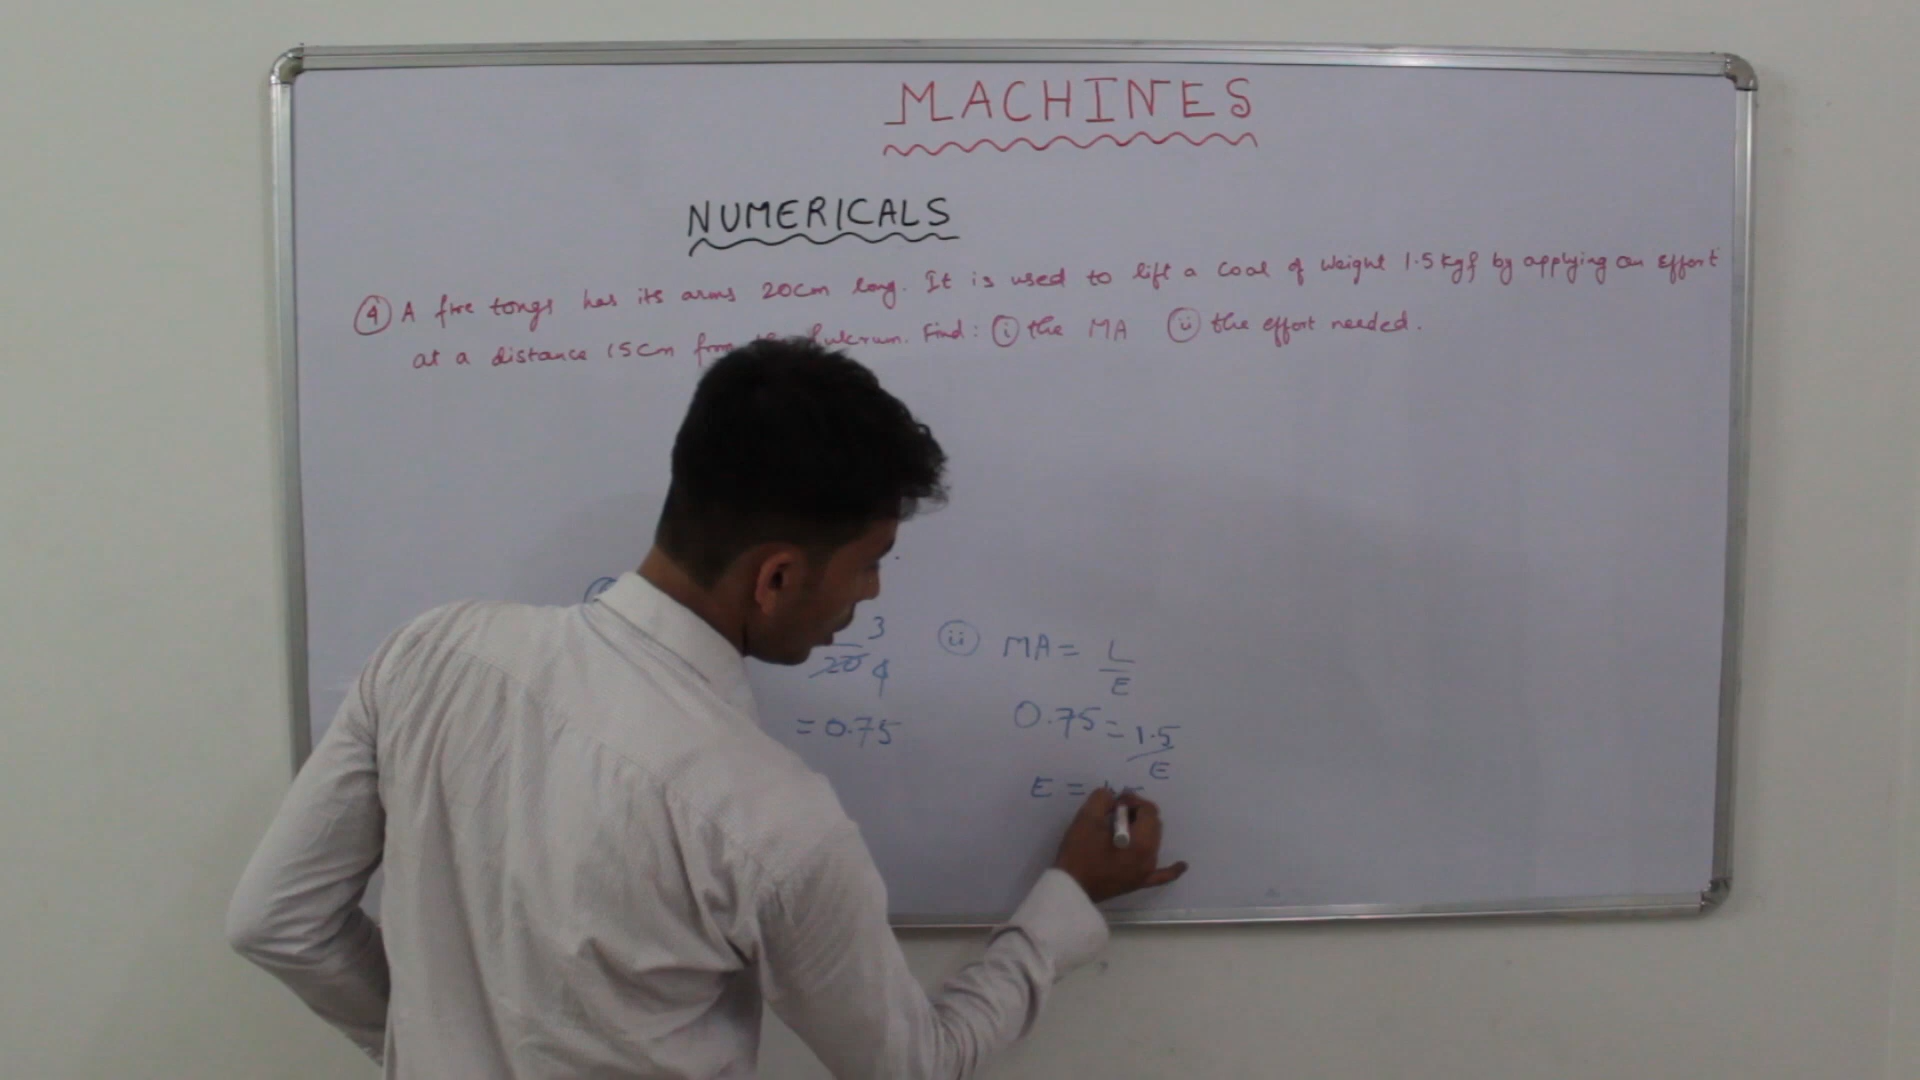 MACHINES
NUMERICALS
④ A fire tongs has its arms 20cm long. It is used to lift a coal of weight 1.5 kgf by applying an effort
at a distance 15cm from fulcrum. Find: ⓘ the MA ⓘⓘ the effort needed.
3
20 4
= 0.75
ⓘⓘ MA = L
E
0.75 = 1.5
E
E =